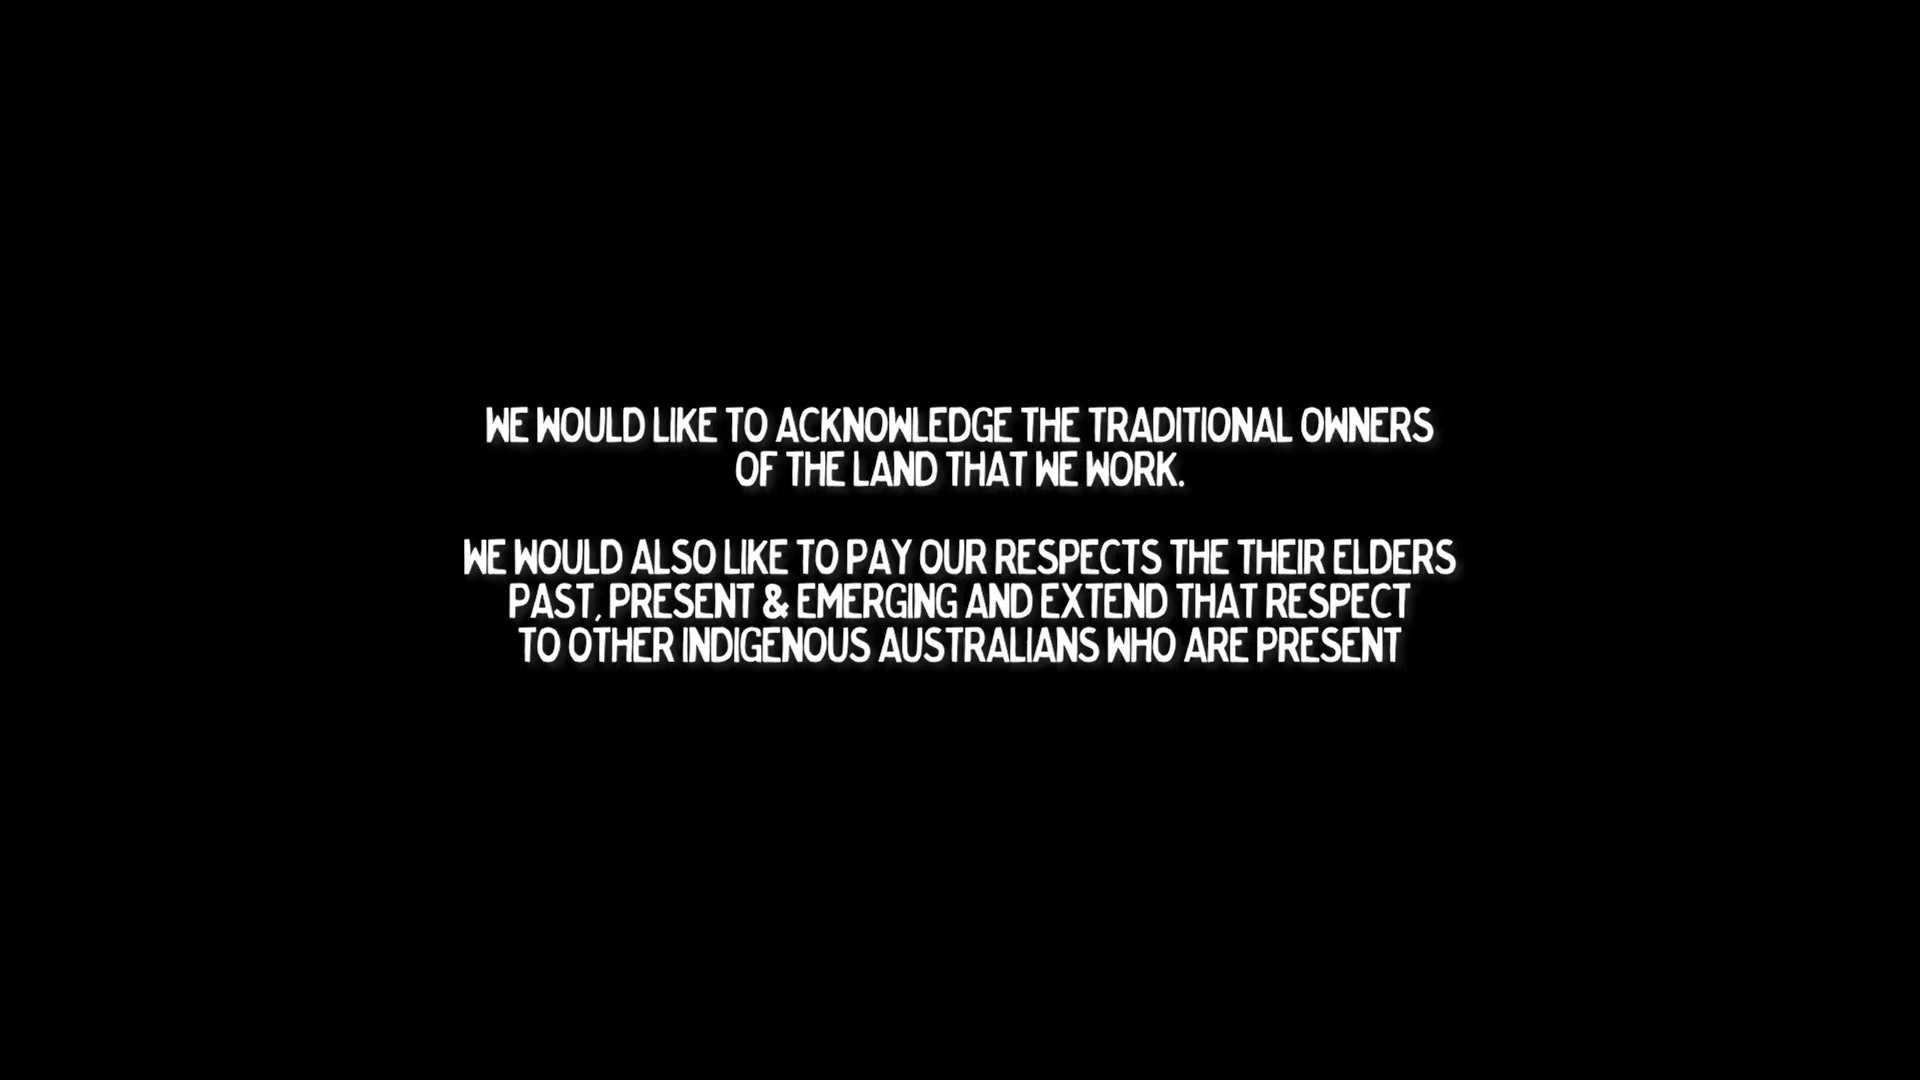 WE WOULD LIKE TO ACKNOWLEDGE THE TRADITIONAL OWNERS
OF THE LAND THAT WE WORK.
WE WOULD ALSO LIKE TO PAY OUR RESPECTS THE THEIR ELDERS
PAST, PRESENT & EMERGING AND EXTEND THAT RESPECT
TO OTHER INDIGENOUS AUSTRALIANS WHO ARE PRESENT